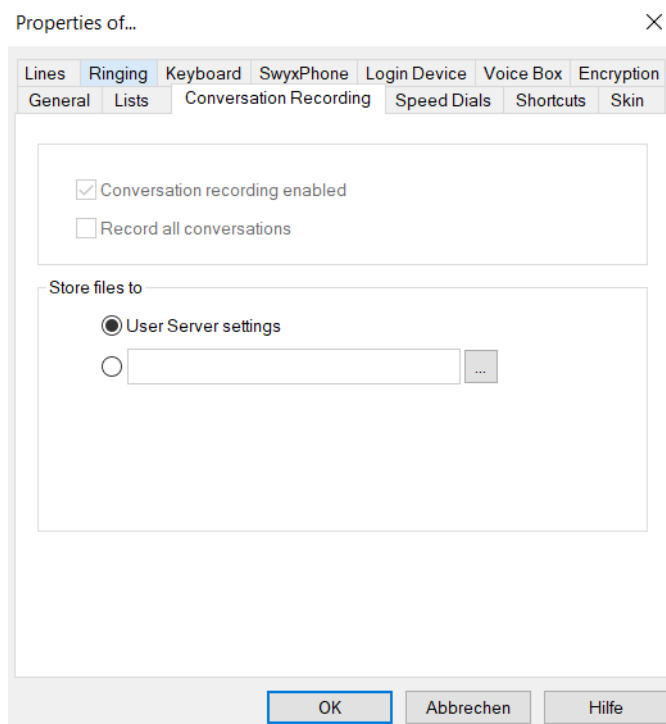 Properties of...
Lines Ringing Keyboard SwyxPhone Login Device Voice Box Encryption
General Lists Conversation Recording Speed Dials Shortcuts Skin
Conversation recording enabled
Record all conversations
Store files to
User Server settings
...
OK Abbrechen Hilfe